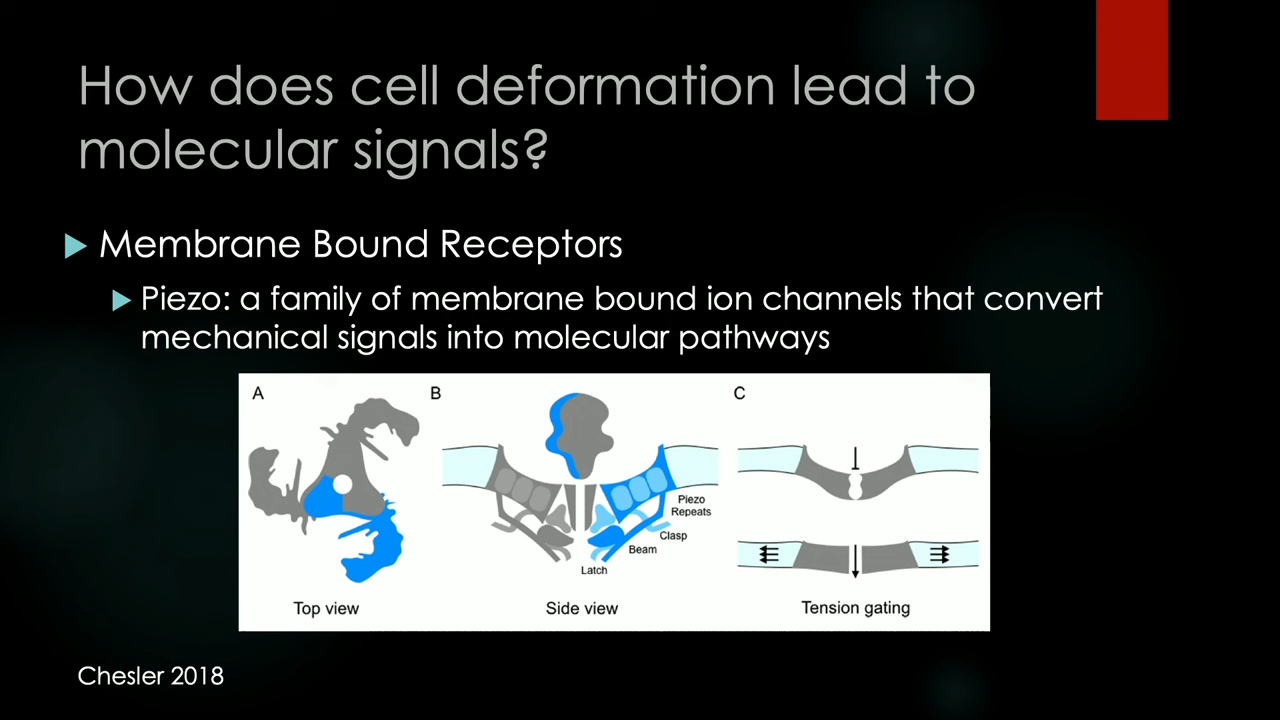 How does cell deformation lead to
molecular signals?
Membrane Bound Receptors
Piezo: a family of membrane bound ion channels that convert
mechanical signals into molecular pathways
A
B
C
Piezo
Repeats
Clasp
Beam
Latch
Top view
Side view
Tension gating
Chesler 2018